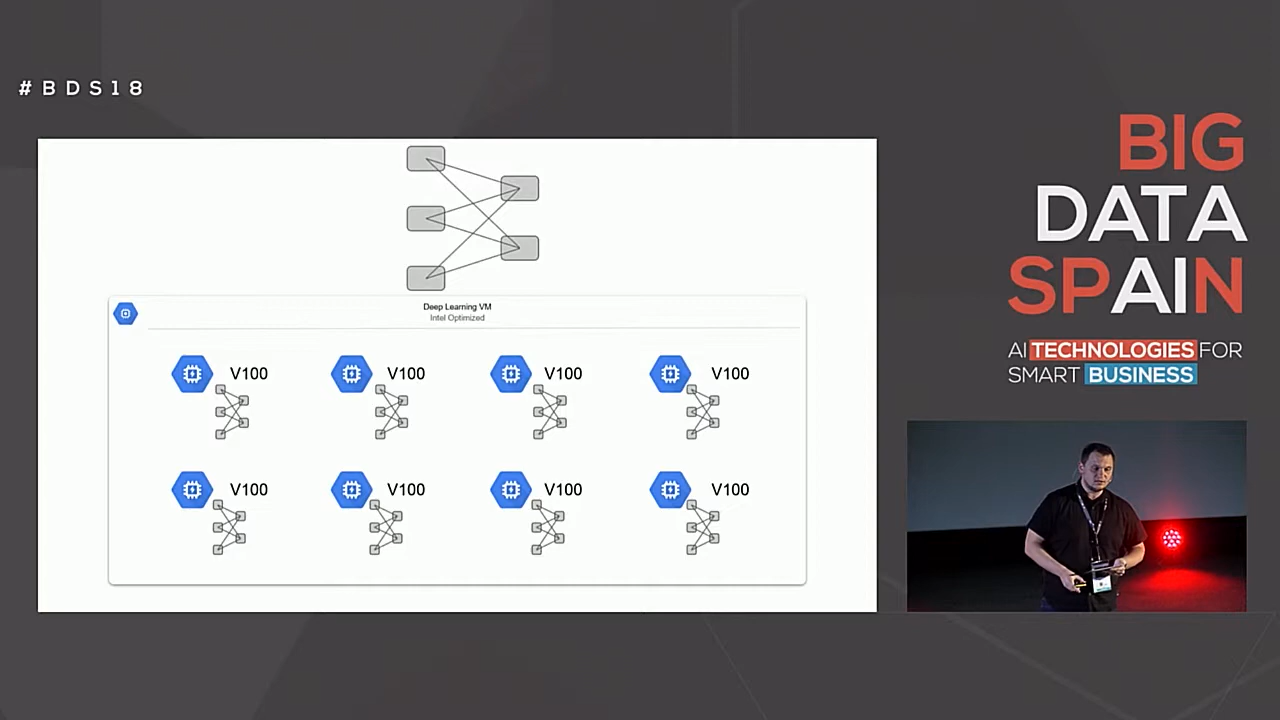 #BDS18
Deep Learning VM
Intel Optimized
V100 V100 V100 V100
V100 V100 V100 V100
BIG
DATA
SPAIN
AI TECHNOLOGIES FOR
SMART BUSINESS